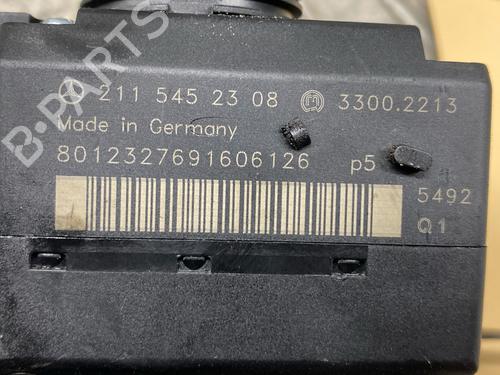 211 545 23 08 3300.2213
Made in Germany
8012327691606126 p5
5492
Q1
B-PARTS